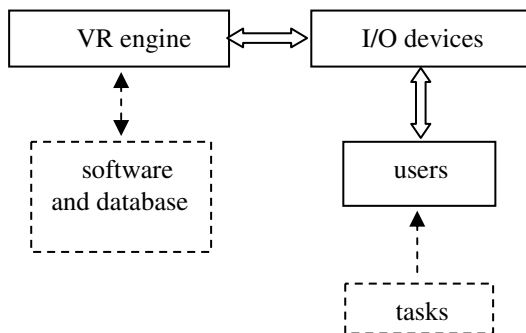 VR engine
I/O devices
software
and database
users
tasks